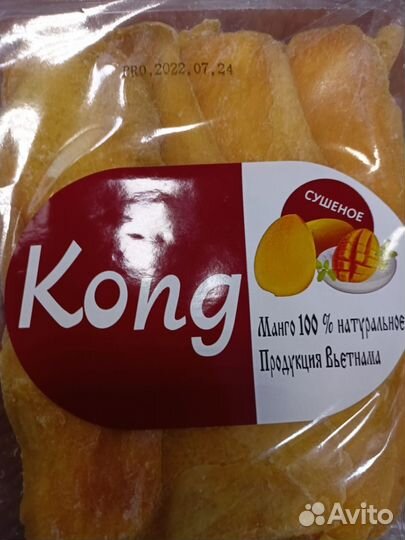 PRO.2022.07.24
СУШЕНОЕ
Kong
Манго 100 % натуральное
Продукция Вьетнама
Avito